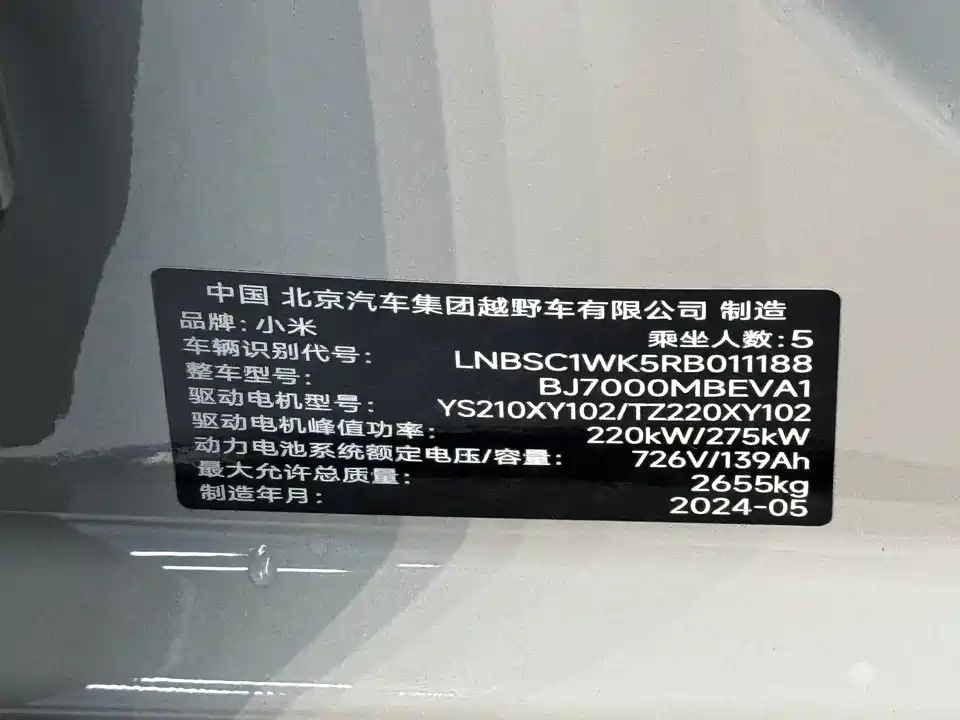 中国 北京汽车集团越野车有限公司 制造
品牌: 小米 乘坐人数: 5
车辆识别代号: LNBSC1WK5RB011188
整车型号: BJ7000MBEVA1
驱动电机型号: YS210XY102/TZ220XY102
驱动电机峰值功率: 220kW/275kW
动力电池系统额定电压/容量: 726V/139Ah
最大允许总质量: 2655kg
制造年月: 2024-05